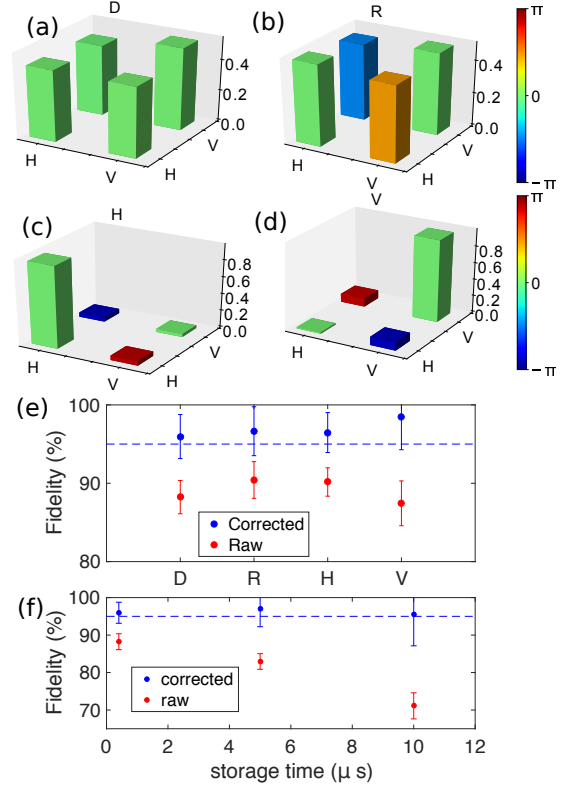 (a)
D
0.4
0.2
0.0
H
V
H
V
(b)
R
0.4
0.2
0.0
H
V
H
V
π
0
−π
(c)
H
0.8
0.6
0.4
0.2
0.0
H
V
H
V
(d)
V
0.8
0.6
0.4
0.2
0.0
H
V
H
V
π
0
−π
(e)
100
90
80
Fidelity (%)
Corrected
Raw
D R H V
(f)
100
90
80
70
Fidelity (%)
corrected
raw
0 2 4 6 8 10 12
storage time (μ s)